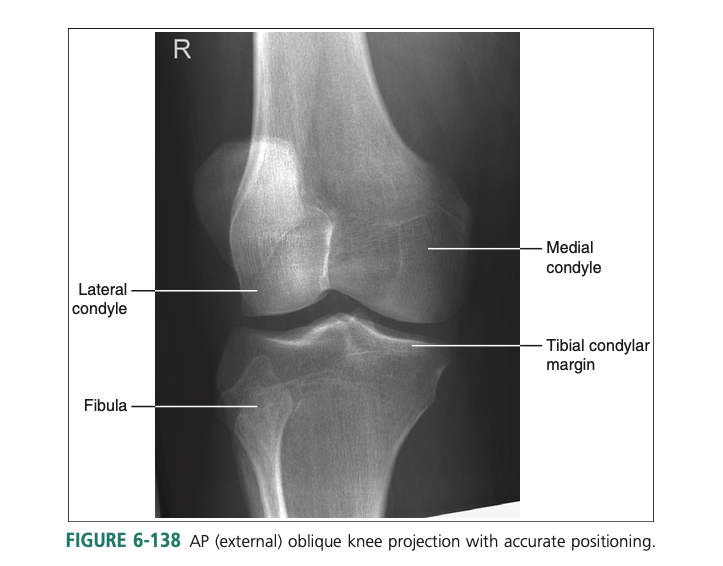 R
Medial
condyle
Lateral
condyle
Tibial condylar
margin
Fibula
FIGURE 6-138 AP (external) oblique knee projection with accurate positioning.